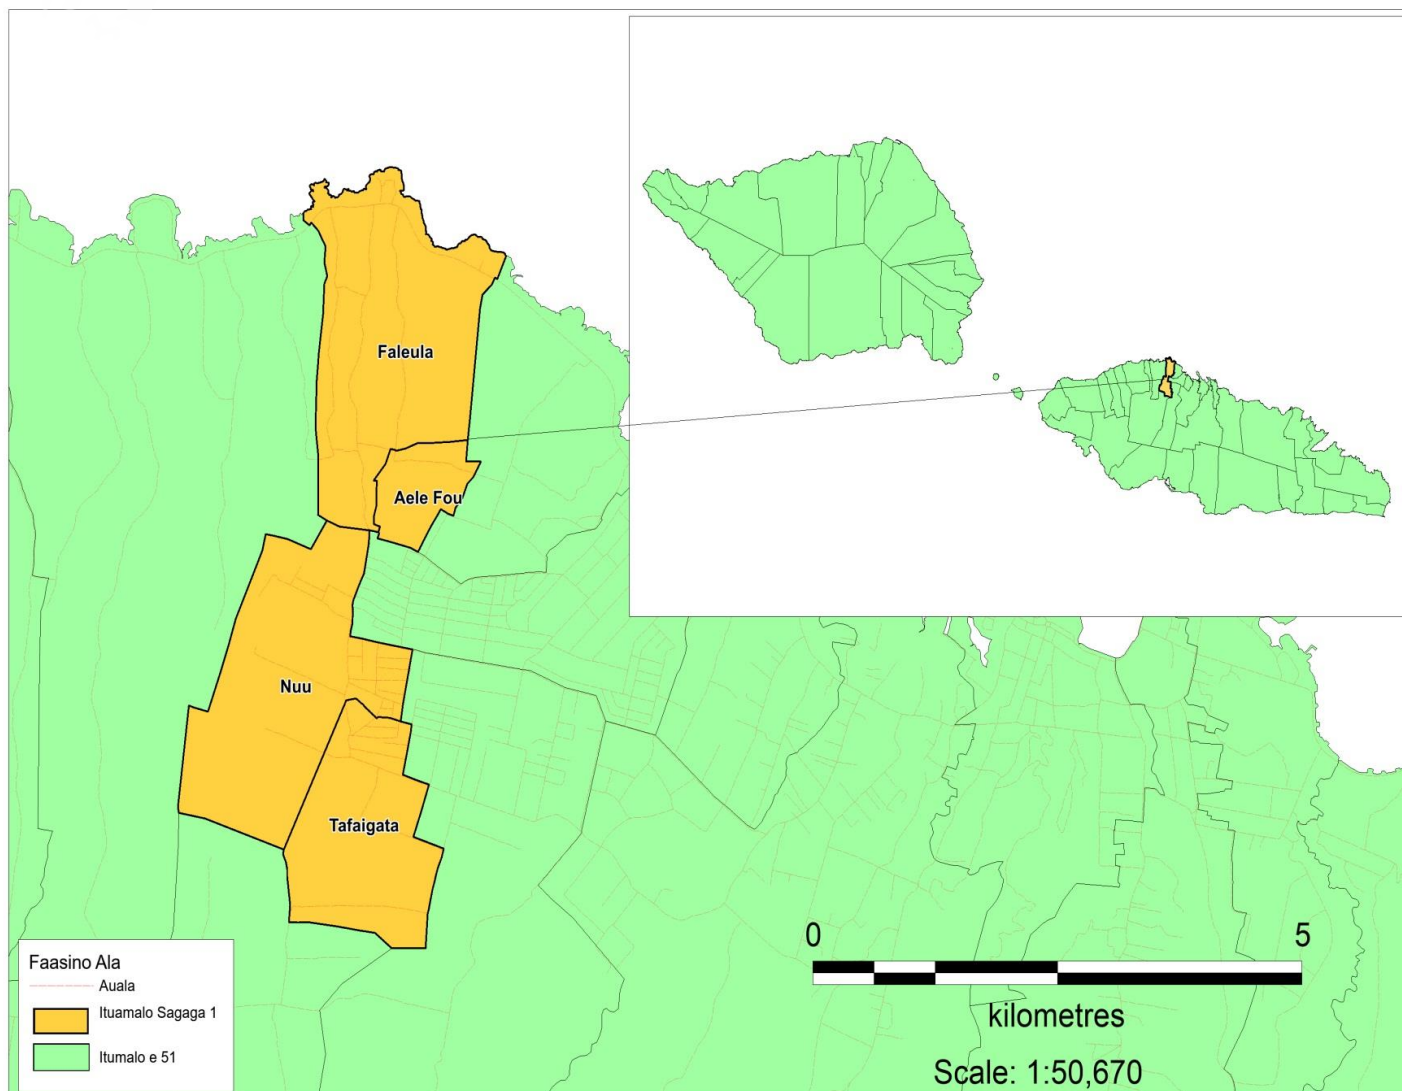 Faleula
Aele Fou
Nuu
Tafaigata
Faasino Ala
Auala
Ituamalo Sagaga 1
Itumalo e 51
0 5
kilometres
Scale: 1:50,670